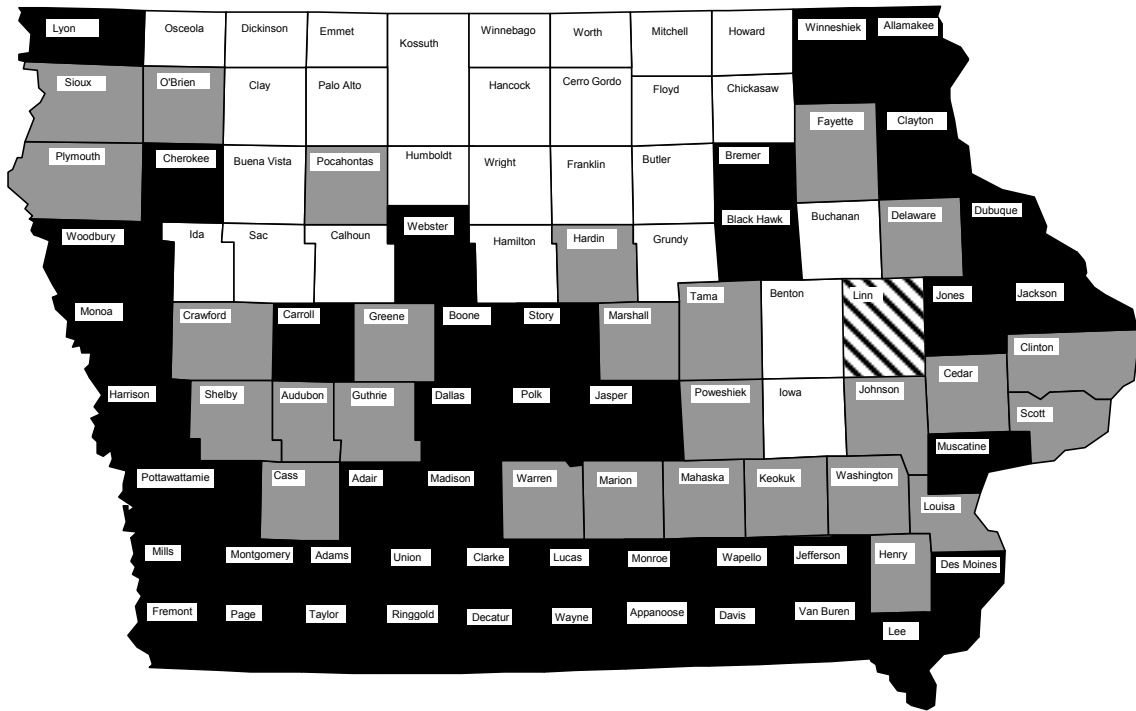 Lyon
Osceola
Dickinson
Emmet
Kossuth
Winnebago
Worth
Mitchell
Howard
Winneshiek
Allamakee
Sioux
O'Brien
Clay
Palo Alto
Hancock
Cerro Gordo
Floyd
Chickasaw
Fayette
Clayton
Plymouth
Cherokee
Buena Vista
Pocahontas
Humboldt
Wright
Franklin
Butler
Bremer
Black Hawk
Buchanan
Delaware
Dubuque
Woodbury
Ida
Sac
Calhoun
Webster
Hamilton
Hardin
Grundy
Tama
Benton
Linn
Jones
Jackson
Monoa
Crawford
Carroll
Greene
Boone
Story
Marshall
Clinton
Cedar
Harrison
Shelby
Audubon
Guthrie
Dallas
Polk
Jasper
Poweshiek
Iowa
Johnson
Scott
Muscatine
Pottawattamie
Cass
Adair
Madison
Warren
Marion
Mahaska
Keokuk
Washington
Louisa
Mills
Montgomery
Adams
Union
Clarke
Lucas
Monroe
Wapello
Jefferson
Henry
Des Moines
Fremont
Page
Taylor
Ringgold
Decatur
Wayne
Appanoose
Davis
Van Buren
Lee